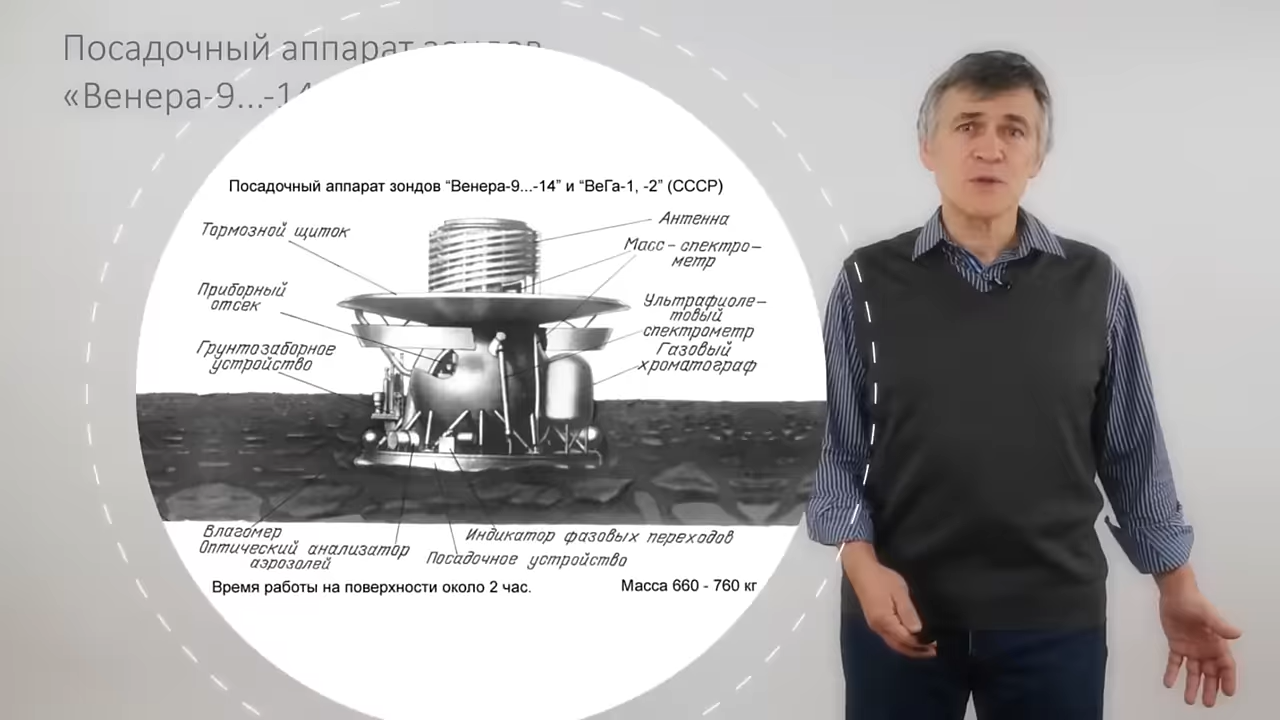 Посадочный аппарат зондов
«Венера-9...-14
Посадочный аппарат зондов “Венера-9...-14” и “ВеГа-1, -2” (СССР)
Тормозной щиток
Антенна
Масс-спектро-
метр
Приборный
отсек
Ультрафиоле-
товый
спектрометр
Грунтозаборное
устройство
Газовый
хроматограф
Влагомер
Оптический анализатор
аэрозолей
Индикатор фазовых переходов
Посадочное устройство
Время работы на поверхности около 2 час.
Масса 660 - 760 кг